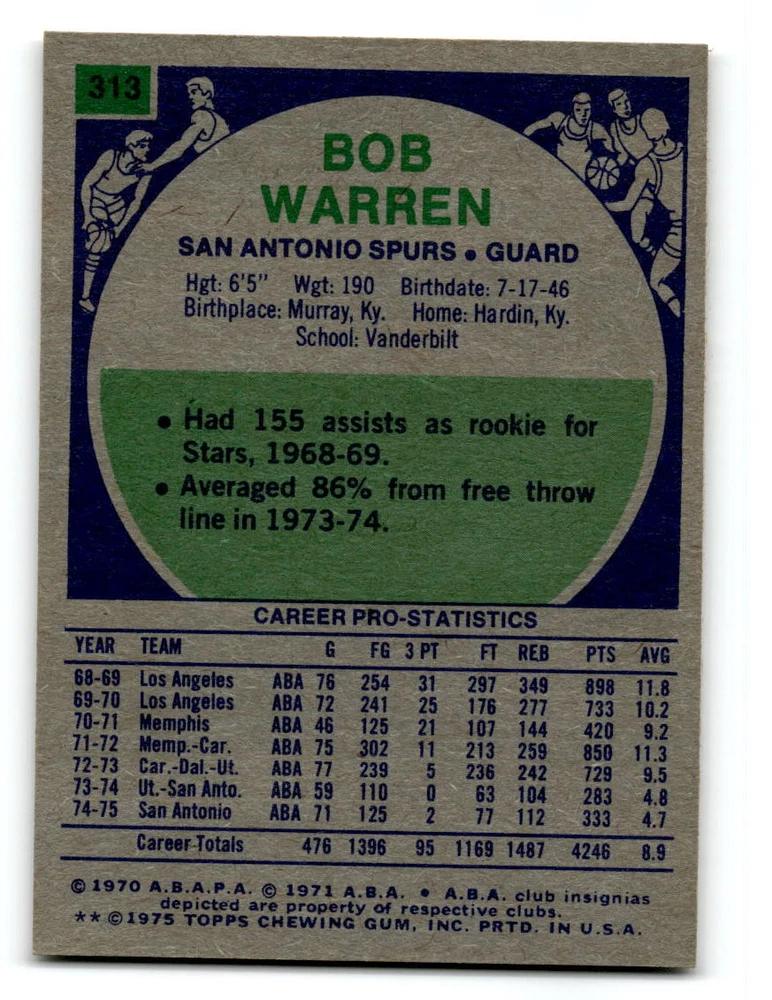 313
BOB
WARREN
SAN ANTONIO SPURS • GUARD
Hgt: 6'5" Wgt: 190 Birthdate: 7-17-46
Birthplace: Murray, Ky. Home: Hardin, Ky.
School: Vanderbilt
• Had 155 assists as rookie for
Stars, 1968-69.
• Averaged 86% from free throw
line in 1973-74.
CAREER PRO-STATISTICS
YEAR TEAM G FG 3 PT FT REB PTS AVG
68-69 Los Angeles ABA 76 254 31 297 349 898 11.8
69-70 Los Angeles ABA 72 241 25 176 277 733 10.2
70-71 Memphis ABA 46 125 21 107 144 420 9.2
71-72 Memp.-Car. ABA 75 302 11 213 259 850 11.3
72-73 Car.-Dal.-Ut. ABA 77 239 5 236 242 729 9.5
73-74 Ut.-San Anto. ABA 59 110 0 63 104 283 4.8
74-75 San Antonio ABA 71 125 2 77 112 333 4.7
Career Totals 476 1396 95 1169 1487 4246 8.9
© 1970 A.B.A.P.A. © 1971 A.B.A. • A.B.A. club insignias
depicted are property of respective clubs.
** © 1975 TOPPS CHEWING GUM, INC. PRTD. IN U.S.A.